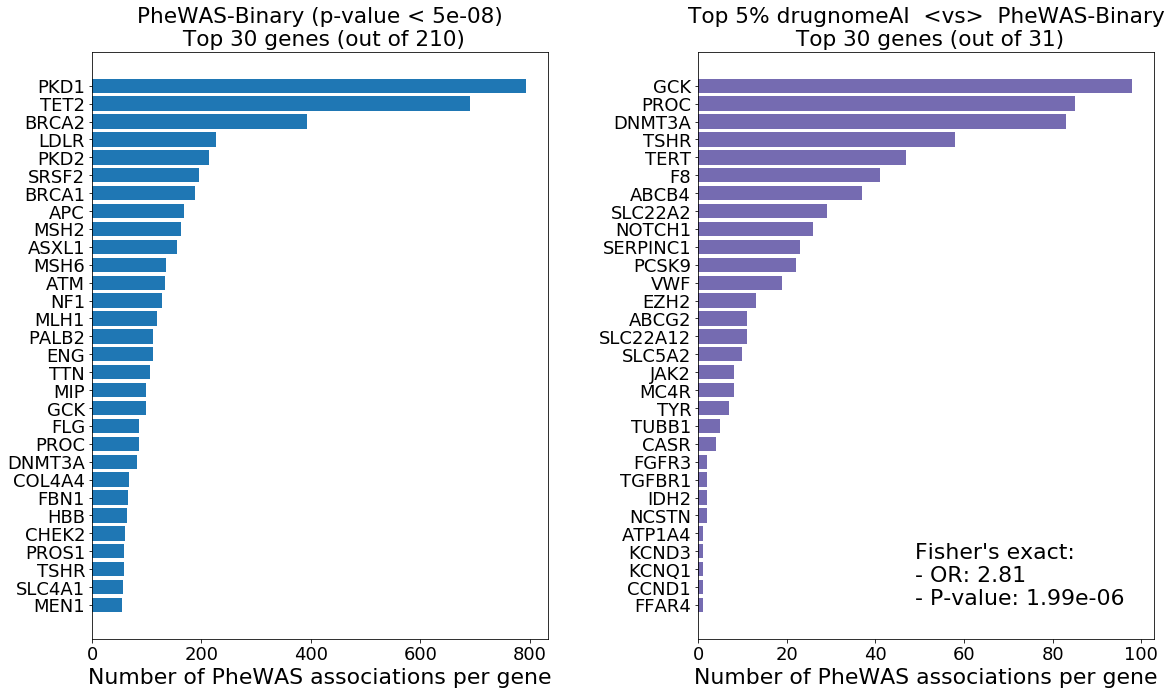 PheWAS-Binary (p-value < 5e-08)
Top 30 genes (out of 210)
PKD1
TET2
BRCA2
LDLR
PKD2
SRSF2
BRCA1
APC
MSH2
ASXL1
MSH6
ATM
NF1
MLH1
PALB2
ENG
TTN
MIP
GCK
FLG
PROC
DNMT3A
COL4A4
FBN1
HBB
CHEK2
PROS1
TSHR
SLC4A1
MEN1
0 200 400 600 800
Number of PheWAS associations per gene
Top 5% drugnomeAI <vs> PheWAS-Binary
Top 30 genes (out of 31)
GCK
PROC
DNMT3A
TSHR
TERT
F8
ABCB4
SLC22A2
NOTCH1
SERPINC1
PCSK9
VWF
EZH2
ABCG2
SLC22A12
SLC5A2
JAK2
MC4R
TYR
TUBB1
CASR
FGFR3
TGFBR1
IDH2
NCSTN
ATP1A4
KCND3
KCNQ1
CCND1
FFAR4
Fisher's exact:
- OR: 2.81
- P-value: 1.99e-06
0 20 40 60 80 100
Number of PheWAS associations per gene